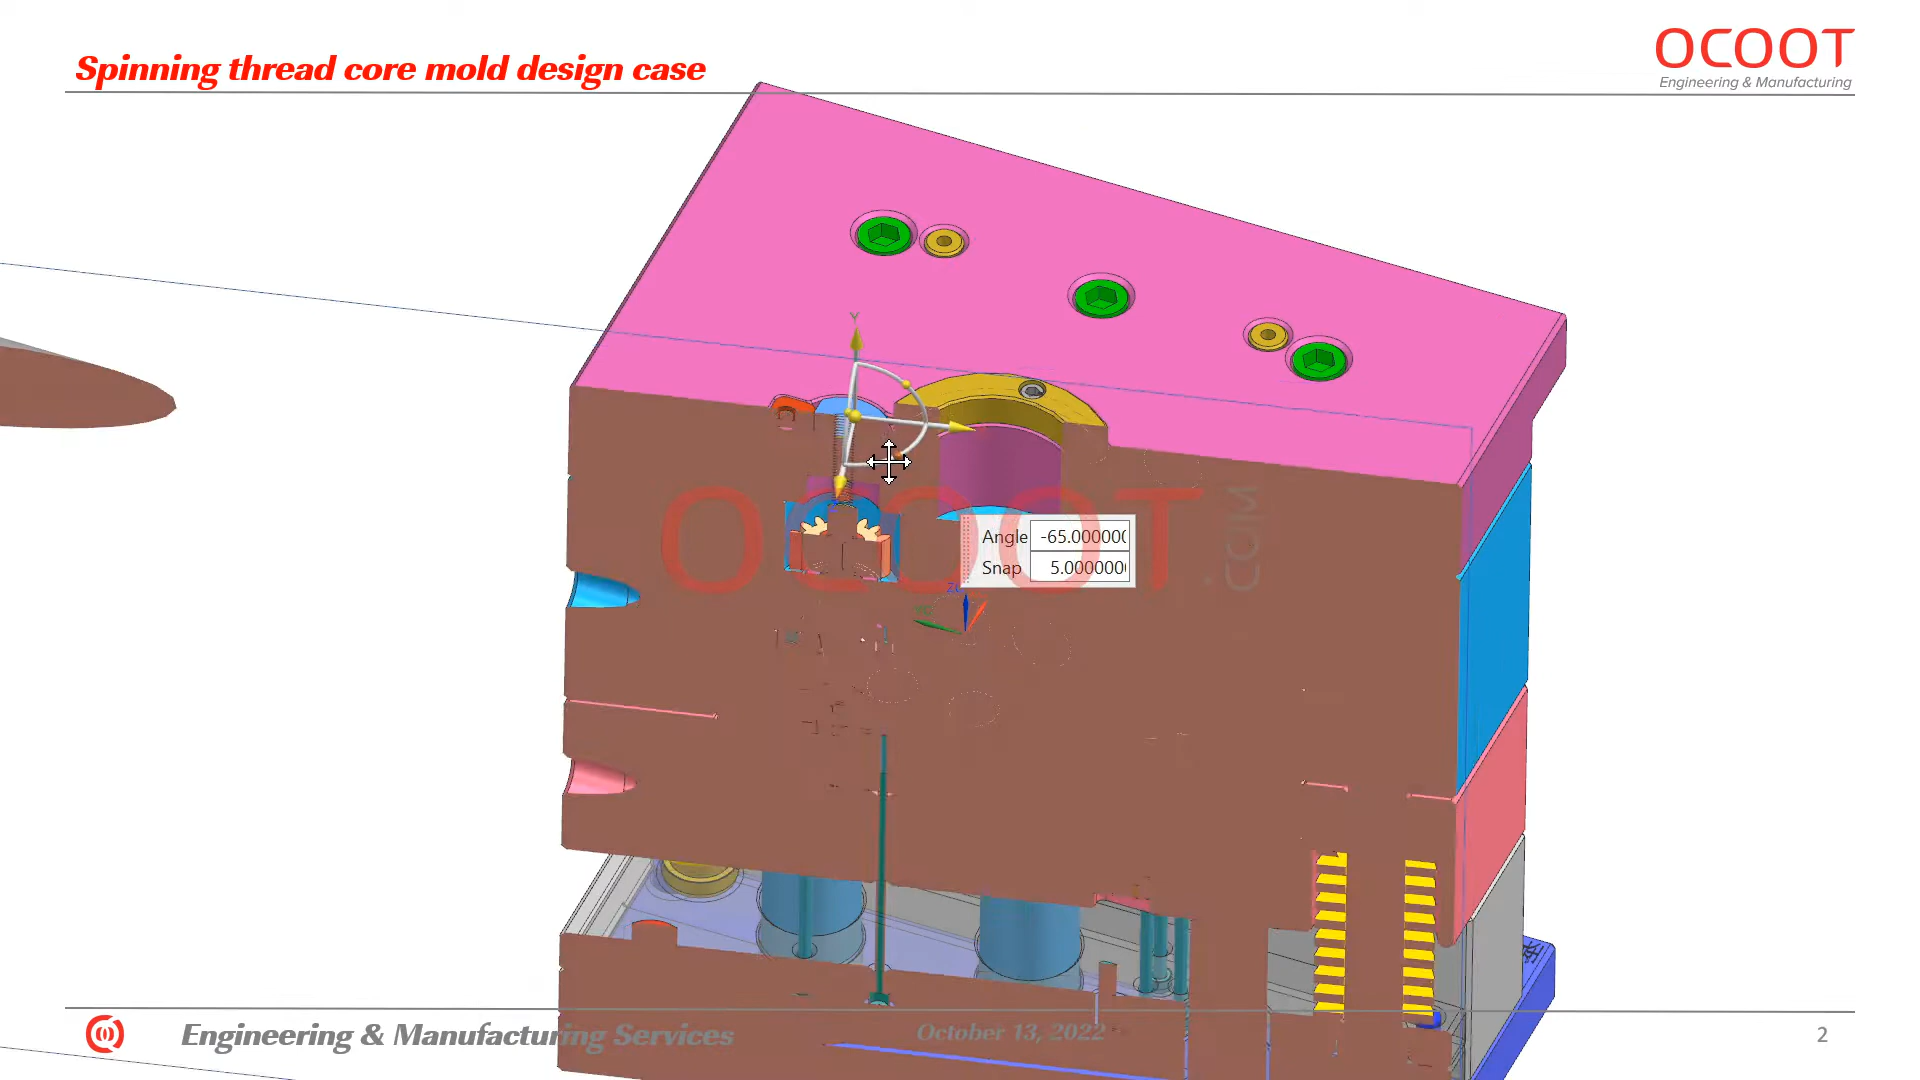 Spinning thread core mold design case
OCOOT
Engineering & Manufacturing
Y
OCOOT
.COM
Angle -65.000000
Snap 5.0000000
Engineering & Manufacturing Services
October 13, 2022
2